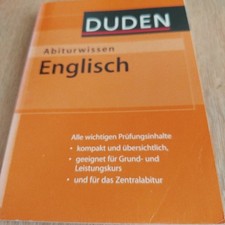 DUDEN
Abiturwissen
Englisch
Alle wichtigen Prüfungsinhalte
• kompakt und übersichtlich,
• geeignet für Grund- und
Leistungskurs
• und für das Zentralabitur